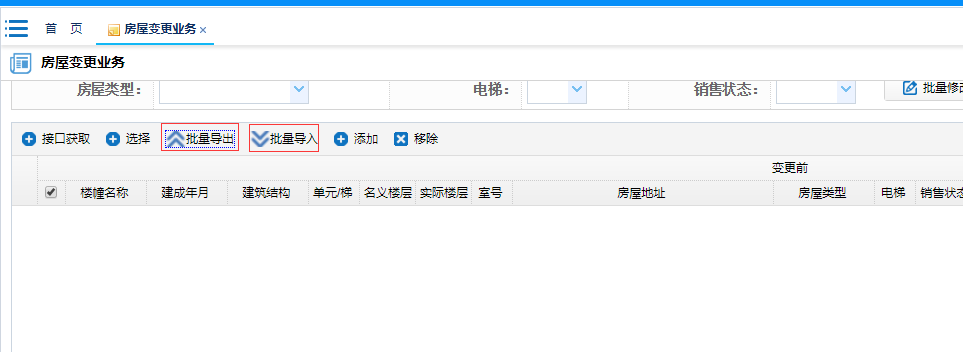 首 页 房屋变更业务 ×
房屋变更业务
房屋类型： 电梯： 销售状态： 批量修改
接口获取 选择 批量导出 批量导入 添加 移除
变更前
楼幢名称 建成年月 建筑结构 单元/梯 名义楼层 实际楼层 室号 房屋地址 房屋类型 电梯 销售状态